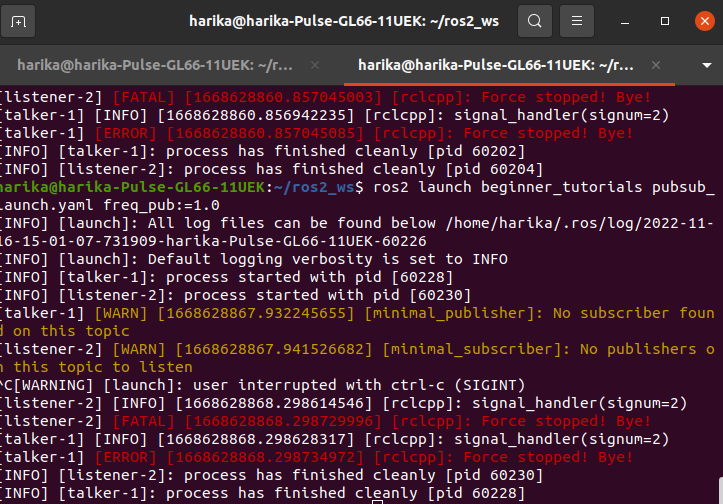 harika@harika-Pulse-GL66-11UEK: ~/ros2_ws
harika@harika-Pulse-GL66-11UEK: ~/r…
harika@harika-Pulse-GL66-11UEK: ~/r…
[listener-2] [FATAL] [1668628860.857045003] [rclcpp]: Force stopped! Bye!
[talker-1] [INFO] [1668628860.856942235] [rclcpp]: signal_handler(signum=2)
[talker-1] [ERROR] [1668628860.857045085] [rclcpp]: Force stopped! Bye!
[INFO] [talker-1]: process has finished cleanly [pid 60202]
[INFO] [listener-2]: process has finished cleanly [pid 60204]
harika@harika-Pulse-GL66-11UEK:~/ros2_ws$ ros2 launch beginner_tutorials pubsub_
launch.yaml freq_pub:=1.0
[INFO] [launch]: All log files can be found below /home/harika/.ros/log/2022-11-
16-15-01-07-731909-harika-Pulse-GL66-11UEK-60226
[INFO] [launch]: Default logging verbosity is set to INFO
[INFO] [talker-1]: process started with pid [60228]
[INFO] [listener-2]: process started with pid [60230]
[talker-1] [WARN] [1668628867.932245655] [minimal_publisher]: No subscriber foun
d on this topic
[listener-2] [WARN] [1668628867.941526682] [minimal_subscriber]: No publishers o
n this topic to listen
^C[WARNING] [launch]: user interrupted with ctrl-c (SIGINT)
[listener-2] [INFO] [1668628868.298614546] [rclcpp]: signal_handler(signum=2)
[listener-2] [FATAL] [1668628868.298729996] [rclcpp]: Force stopped! Bye!
[talker-1] [INFO] [1668628868.298628317] [rclcpp]: signal_handler(signum=2)
[talker-1] [ERROR] [1668628868.298734972] [rclcpp]: Force stopped! Bye!
[INFO] [listener-2]: process has finished cleanly [pid 60230]
[INFO] [talker-1]: process has finished cleanly [pid 60228]